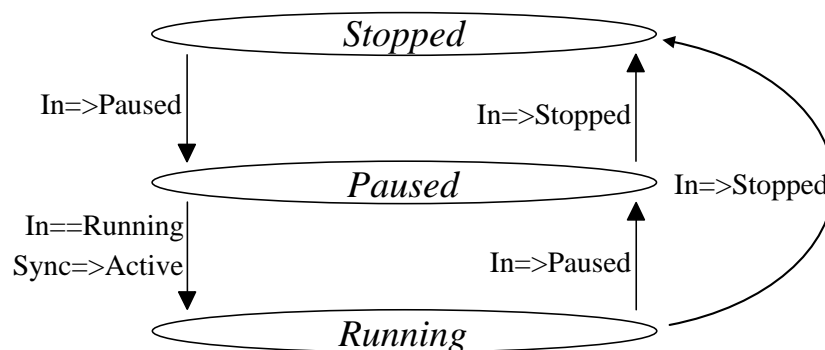 Stopped
In=>Paused
In=>Stopped
Paused
In=>Stopped
In==Running
Sync=>Active
In=>Paused
Running